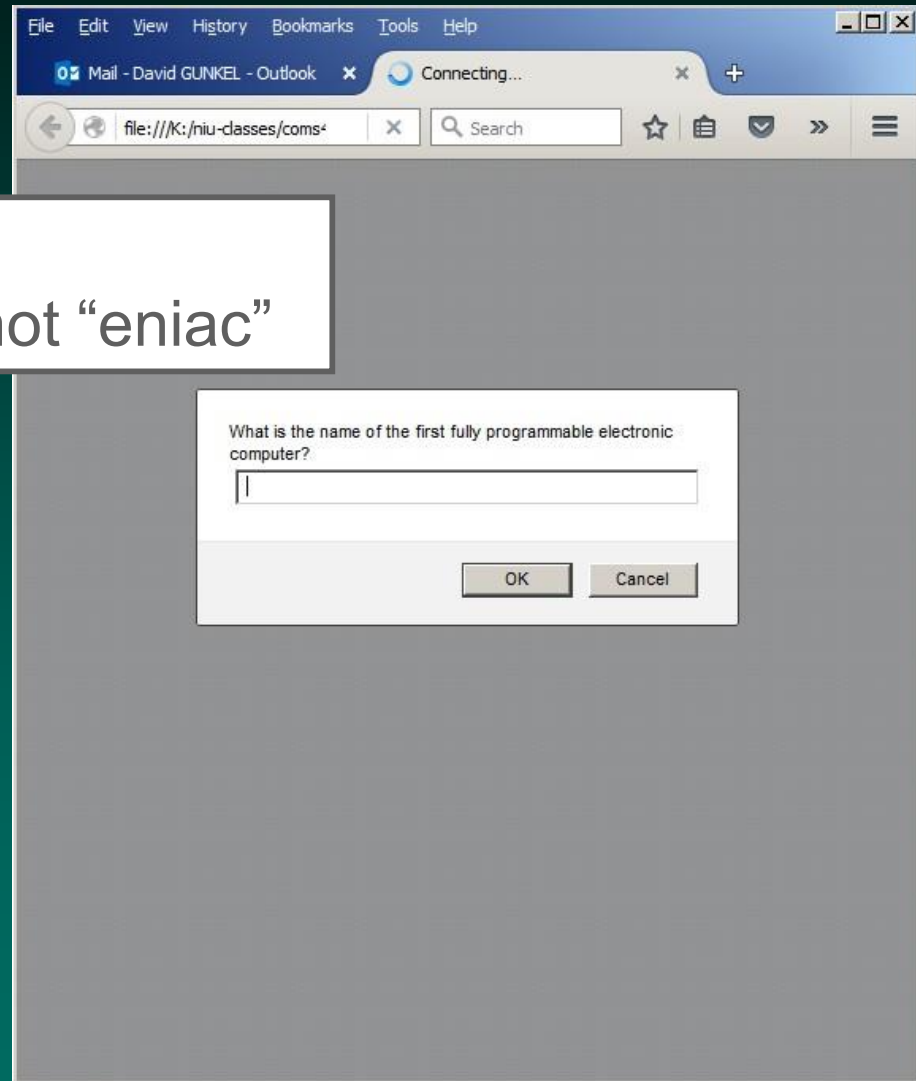 File Edit View History Bookmarks Tools Help
Mail - David GUNKEL - Outlook
Connecting...
file:///K:/niu-classes/coms4
Search
not “eniac”
What is the name of the first fully programmable electronic
computer?
OK Cancel